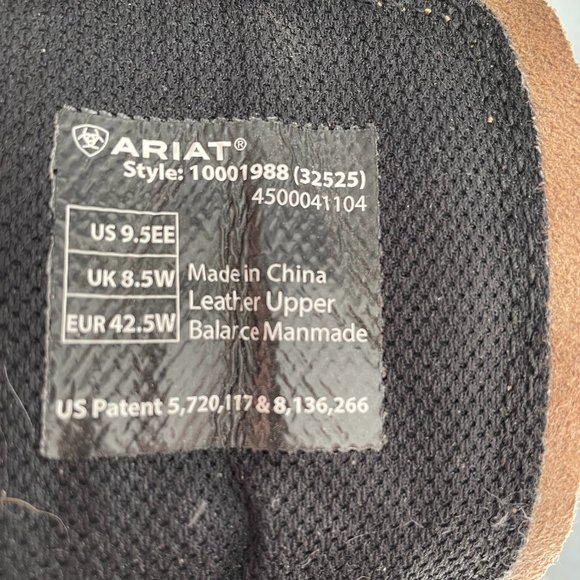 ARIAT®
Style: 10001988 (32525)
4500041104
US 9.5EE
UK 8.5W
EUR 42.5W
Made in China
Leather Upper
Balance Manmade
US Patent 5,720,117 & 8,136,266